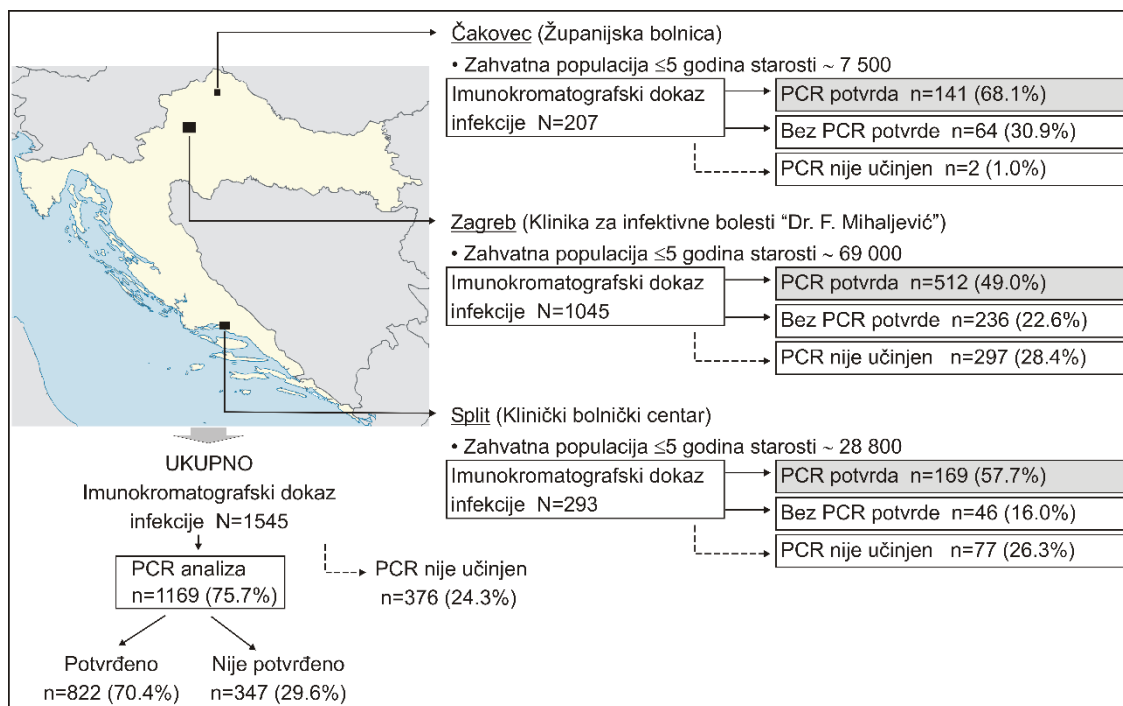 Čakovec (Županijska bolnica)
• Zahvatna populacija ≤5 godina starosti ~ 7 500
Imunokromatografski dokaz
infekcije N=207
PCR potvrda n=141 (68.1%)
Bez PCR potvrde n=64 (30.9%)
PCR nije učinjen n=2 (1.0%)
Zagreb (Klinika za infektivne bolesti “Dr. F. Mihaljević”)
• Zahvatna populacija ≤5 godina starosti ~ 69 000
Imunokromatografski dokaz
infekcije N=1045
PCR potvrda n=512 (49.0%)
Bez PCR potvrde n=236 (22.6%)
PCR nije učinjen n=297 (28.4%)
Split (Klinički bolnički centar)
• Zahvatna populacija ≤5 godina starosti ~ 28 800
Imunokromatografski dokaz
infekcije N=293
PCR potvrda n=169 (57.7%)
Bez PCR potvrde n=46 (16.0%)
PCR nije učinjen n=77 (26.3%)
UKUPNO
Imunokromatografski dokaz
infekcije N=1545
PCR analiza
n=1169 (75.7%)
PCR nije učinjen
n=376 (24.3%)
Potvrđeno
n=822 (70.4%)
Nije potvrđeno
n=347 (29.6%)